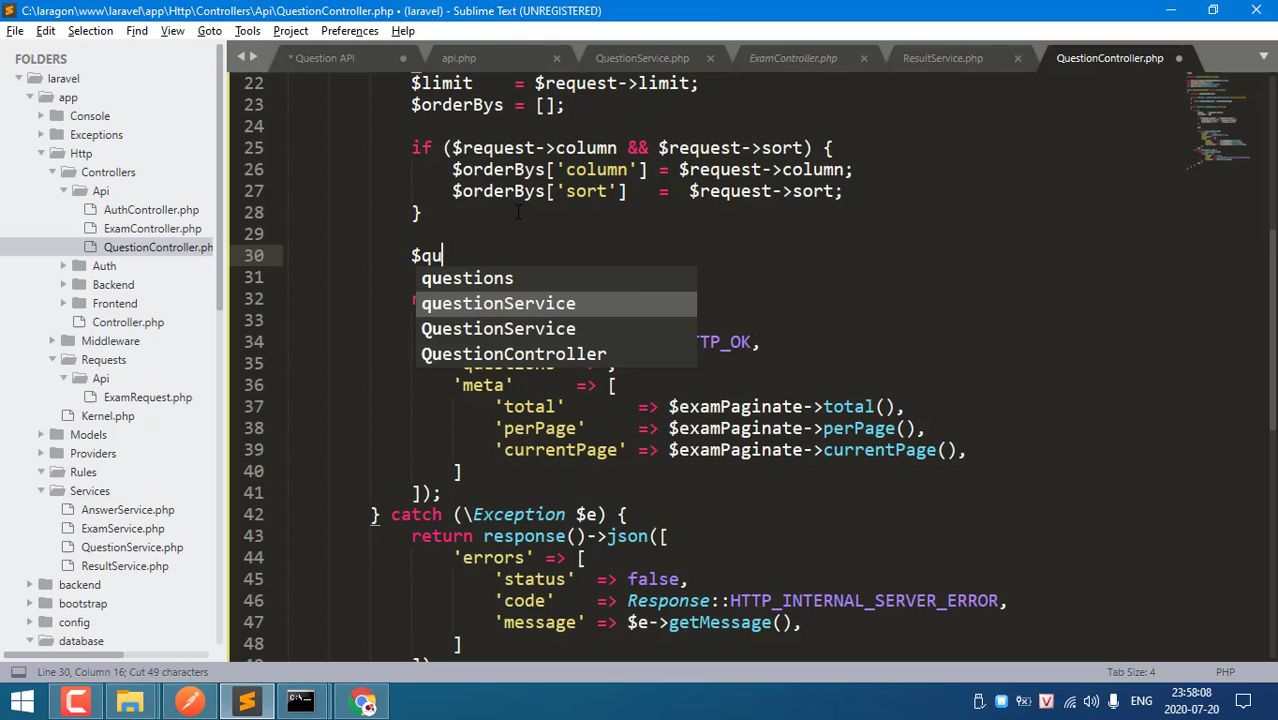 C:\laragon\www\laravel\app\Http\Controllers\Api\QuestionController.php • (laravel) - Sublime Text (UNREGISTERED)
File Edit Selection Find View Goto Tools Project Preferences Help
FOLDERS
laravel
app
Console
Exceptions
Http
Controllers
Api
AuthController.php
ExamController.php
QuestionController.ph
Auth
Backend
Frontend
Controller.php
Middleware
Requests
Api
ExamRequest.php
Kernel.php
Models
Providers
Rules
Services
AnswerService.php
ExamService.php
QuestionService.php
ResultService.php
backend
bootstrap
config
database
* Question API api.php QuestionService.php ExamController.php ResultService.php QuestionController.php
22 $limit = $request->limit;
23 $orderBys = [];
24
25 if ($request->column && $request->sort) {
26 $orderBys['column'] = $request->column;
27 $orderBys['sort'] = $request->sort;
28 }
29
30 $qu
questions
questionService
QuestionService
QuestionController
31
32
33
34 TP_OK,
35
36 'meta' => [
37 'total' => $examPaginate->total(),
38 'perPage' => $examPaginate->perPage(),
39 'currentPage' => $examPaginate->currentPage(),
40 ]
41 ]);
42 } catch (\Exception $e) {
43 return response()->json([
44 'errors' => [
45 'status' => false,
46 'code' => Response::HTTP_INTERNAL_SERVER_ERROR,
47 'message' => $e->getMessage(),
48 ]
Line 30, Column 16; Cut 49 characters Tab Size: 4 PHP
ENG 23:58:08
2020-07-20